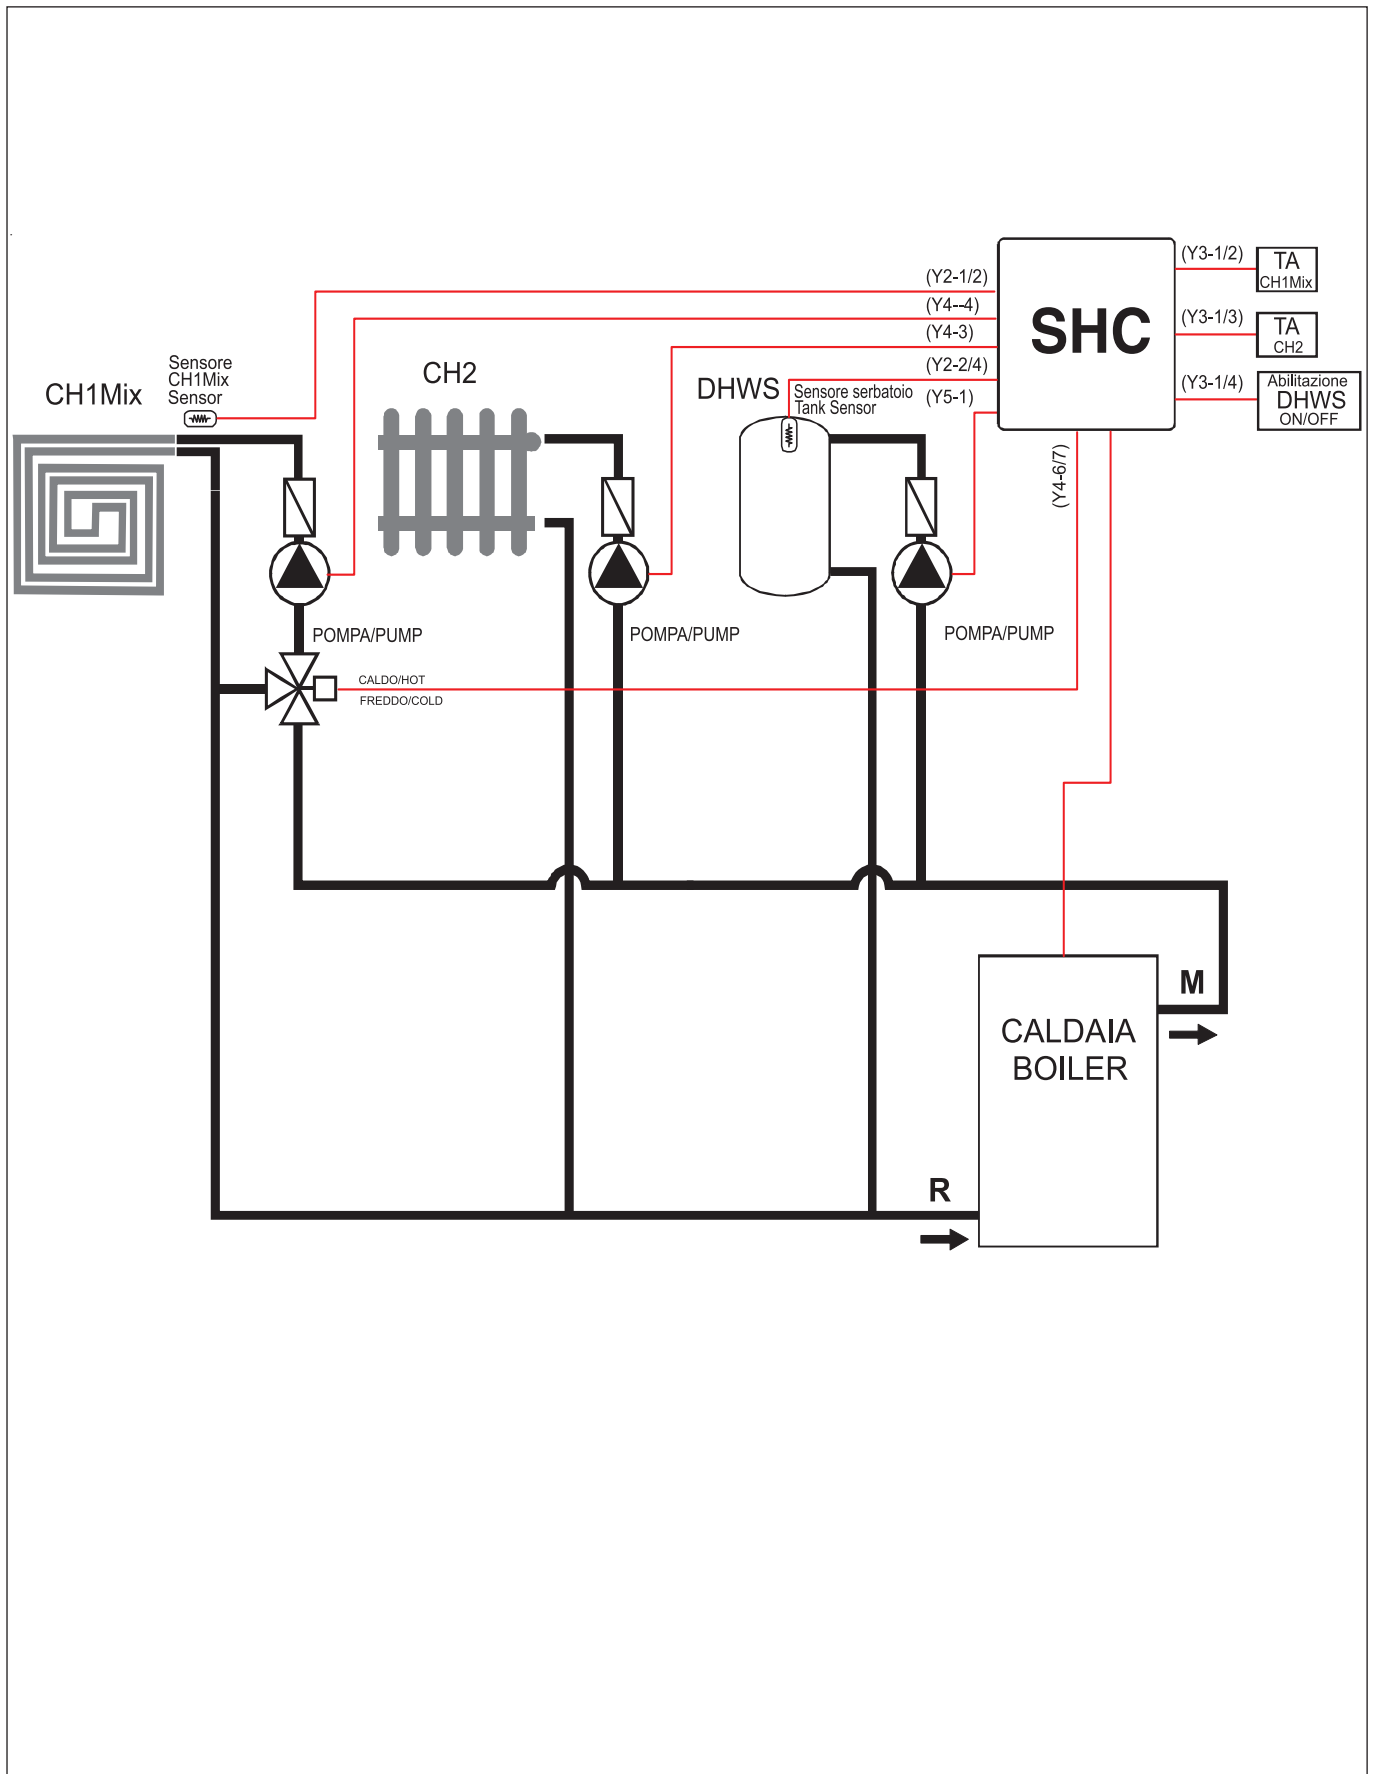 (Y3-1/2)
TA
CH1Mix
(Y2-1/2)
(Y4--4)
SHC
(Y3-1/3)
TA
CH2
(Y4-3)
Sensore
CH1Mix
Sensor
CH2
(Y2-2/4)
(Y3-1/4)
Abilitazione
DHWS
ON/OFF
CH1Mix
DHWS
Sensore serbatoio
Tank Sensor
(Y5-1)
(Y4-6/7)
POMPA/PUMP
POMPA/PUMP
POMPA/PUMP
CALDO/HOT
FREDDO/COLD
M
CALDAIA
BOILER
R